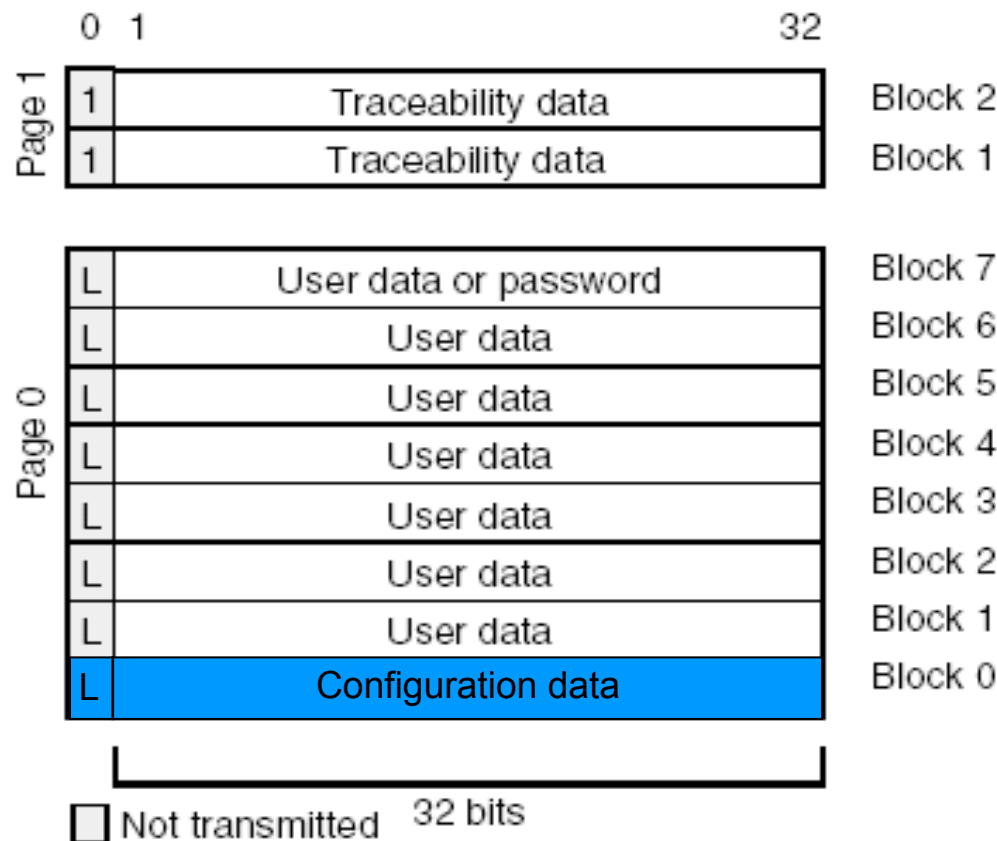 0 1 32
Page 1
1 Traceability data Block 2
1 Traceability data Block 1
Page 0
L User data or password Block 7
L User data Block 6
L User data Block 5
L User data Block 4
L User data Block 3
L User data Block 2
L User data Block 1
L Configuration data Block 0
32 bits
Not transmitted